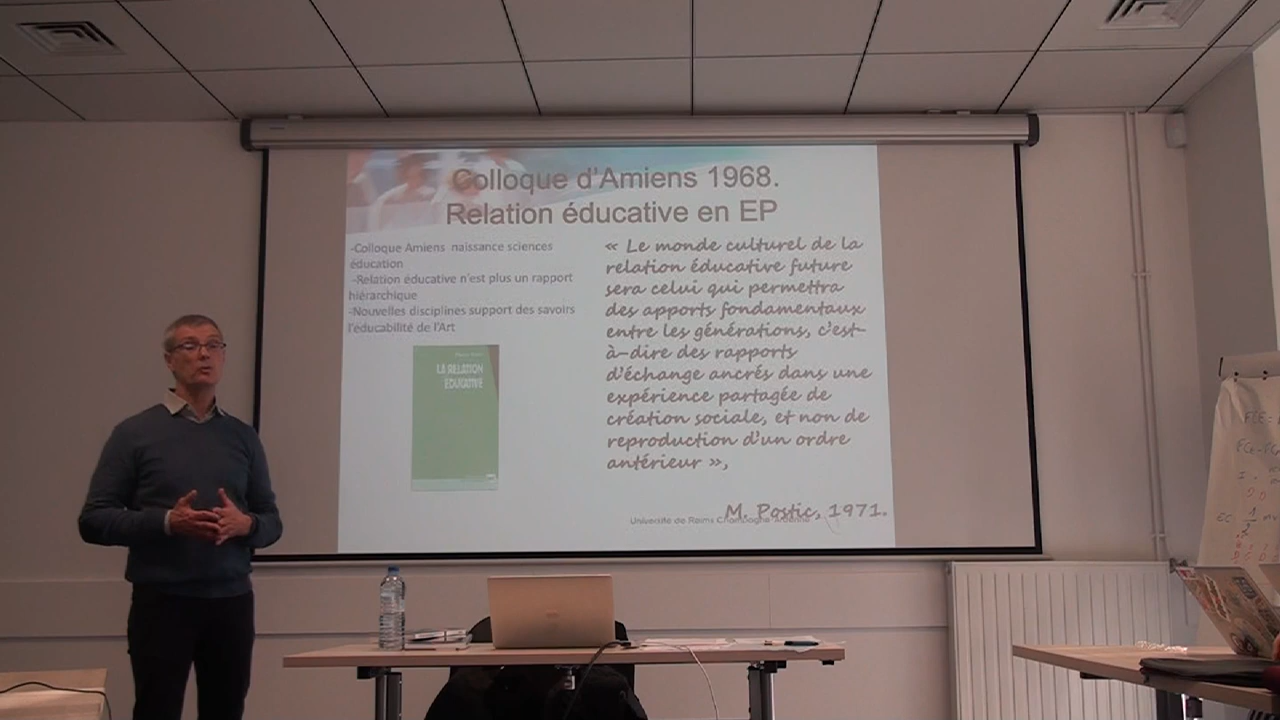 Colloque d'Amiens 1968.
Relation éducative en EP
-Colloque Amiens naissance sciences
éducation
-Relation éducative n'est plus un rapport
hiérarchique
-Nouvelles disciplines support des savoirs
l'éducabilité de l'Art
LA RELATION
EDUCATIVE
« Le monde culturel de la
relation éducative future
sera celui qui permettra
des apports fondamentaux
entre les générations, c'est-
à-dire des rapports
d'échange ancrés dans une
expérience partagée de
création sociale, et non de
reproduction d'un ordre
antérieur »,
M. Postic, 1971.
Université de Reims Champagne Ardenne